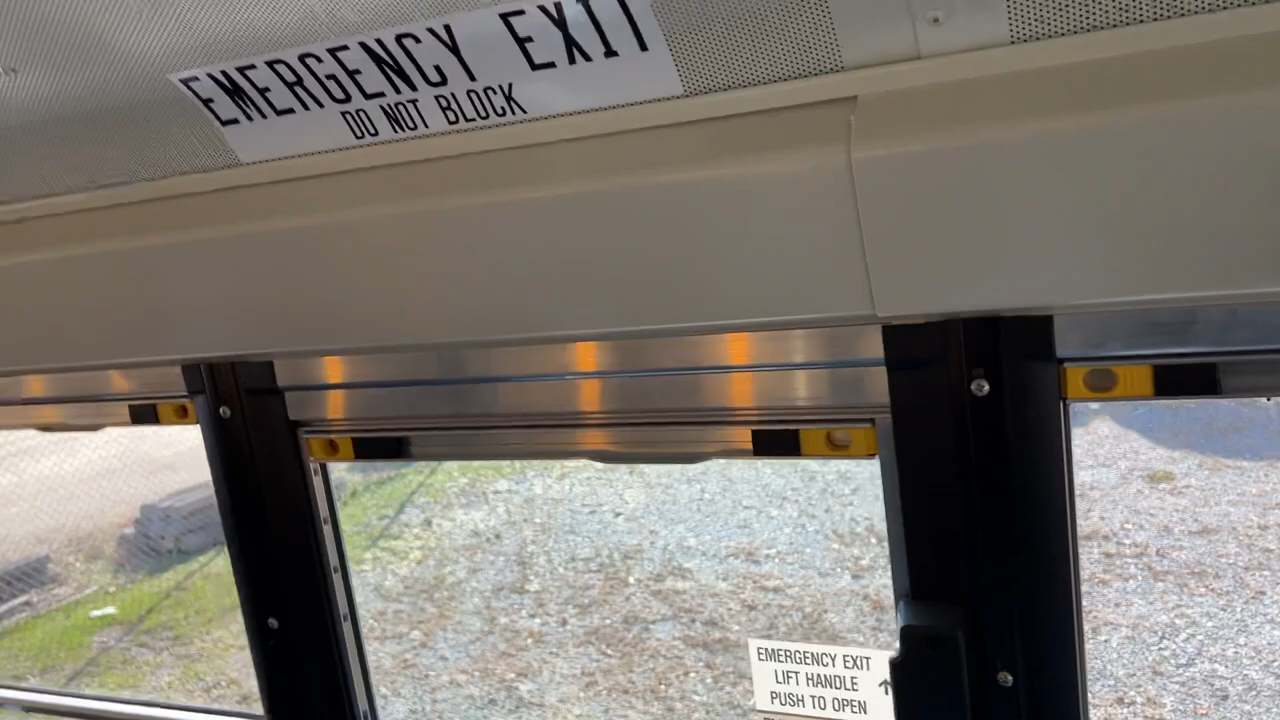 EMERGENCY EXIT
DO NOT BLOCK
EMERGENCY EXIT
LIFT HANDLE
PUSH TO OPEN